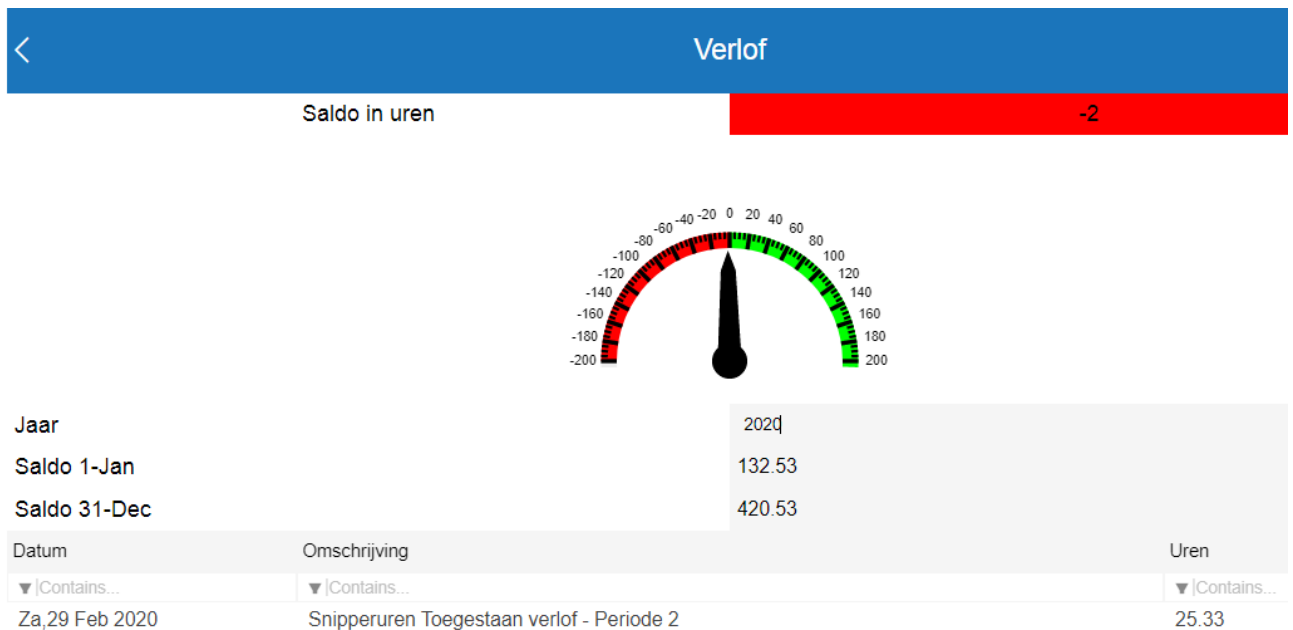 Verlof
Saldo in uren -2
-200 -180 -160 -140 -120 -100 -80 -60 -40 -20 0 20 40 60 80 100 120 140 160 180 200
Jaar 2020
Saldo 1-Jan 132.53
Saldo 31-Dec 420.53
Datum Omschrijving Uren
Contains... Contains... Contains...
Za,29 Feb 2020 Snipperuren Toegestaan verlof - Periode 2 25.33